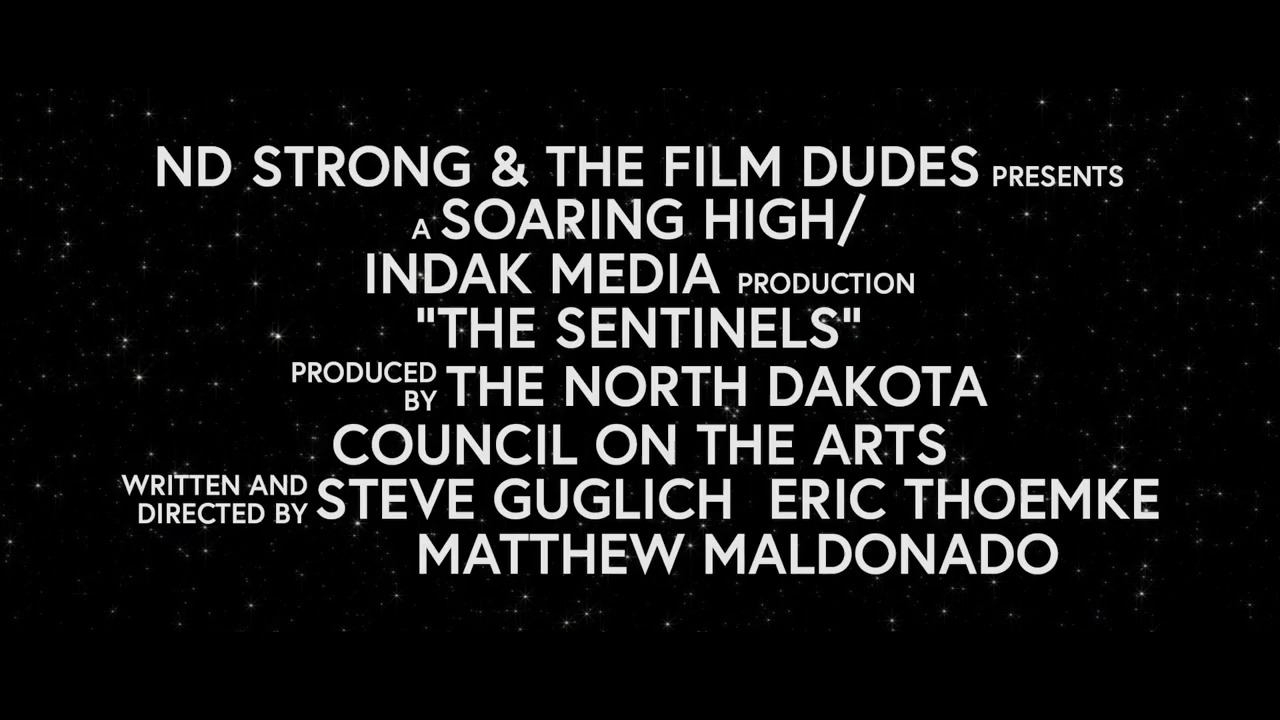 ND STRONG & THE FILM DUDES PRESENTS
A SOARING HIGH/
INDAK MEDIA PRODUCTION
"THE SENTINELS"
PRODUCED BY THE NORTH DAKOTA
COUNCIL ON THE ARTS
WRITTEN AND DIRECTED BY STEVE GUGLICH ERIC THOEMKE
MATTHEW MALDONADO